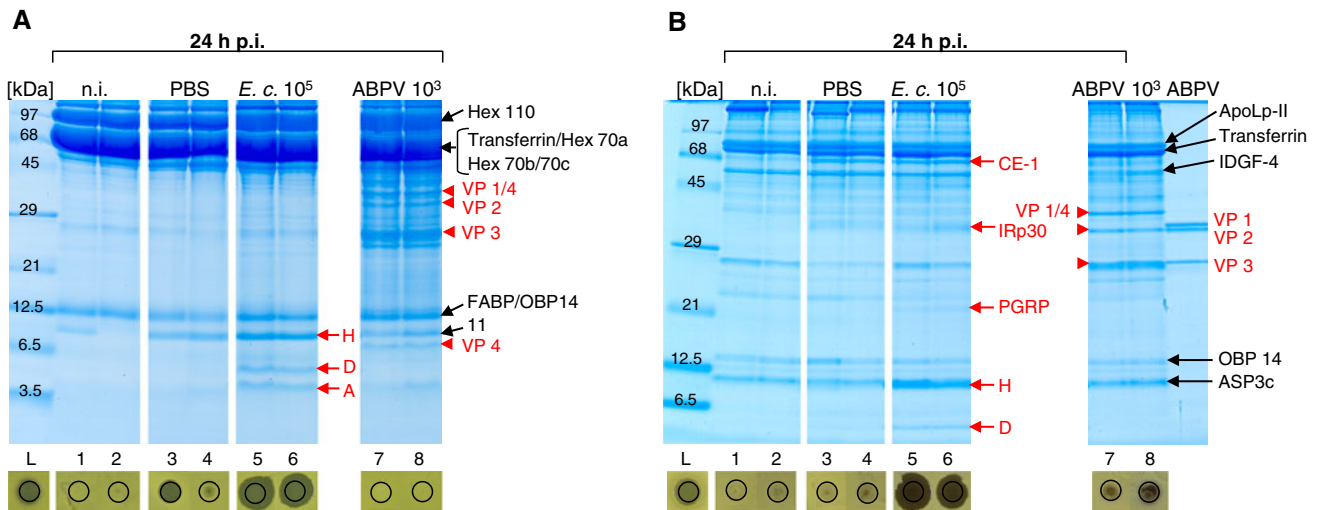 A
24 h p.i.
[kDa] n.i. PBS E. c. 10⁵ ABPV 10³
97
68
45
29
21
12.5
6.5
3.5
Hex 110
Transferrin/Hex 70a
Hex 70b/70c
VP 1/4
VP 2
VP 3
FABP/OBP14
11
VP 4
H
D
A
L 1 2 3 4 5 6 7 8
B
24 h p.i.
[kDa] n.i. PBS E. c. 10⁵ ABPV 10³ ABPV
97
68
45
29
21
12.5
6.5
CE-1
IRp30
PGRP
H
D
VP 1/4
ApoLp-II
Transferrin
IDGF-4
VP 1
VP 2
VP 3
OBP 14
ASP3c
L 1 2 3 4 5 6 7 8